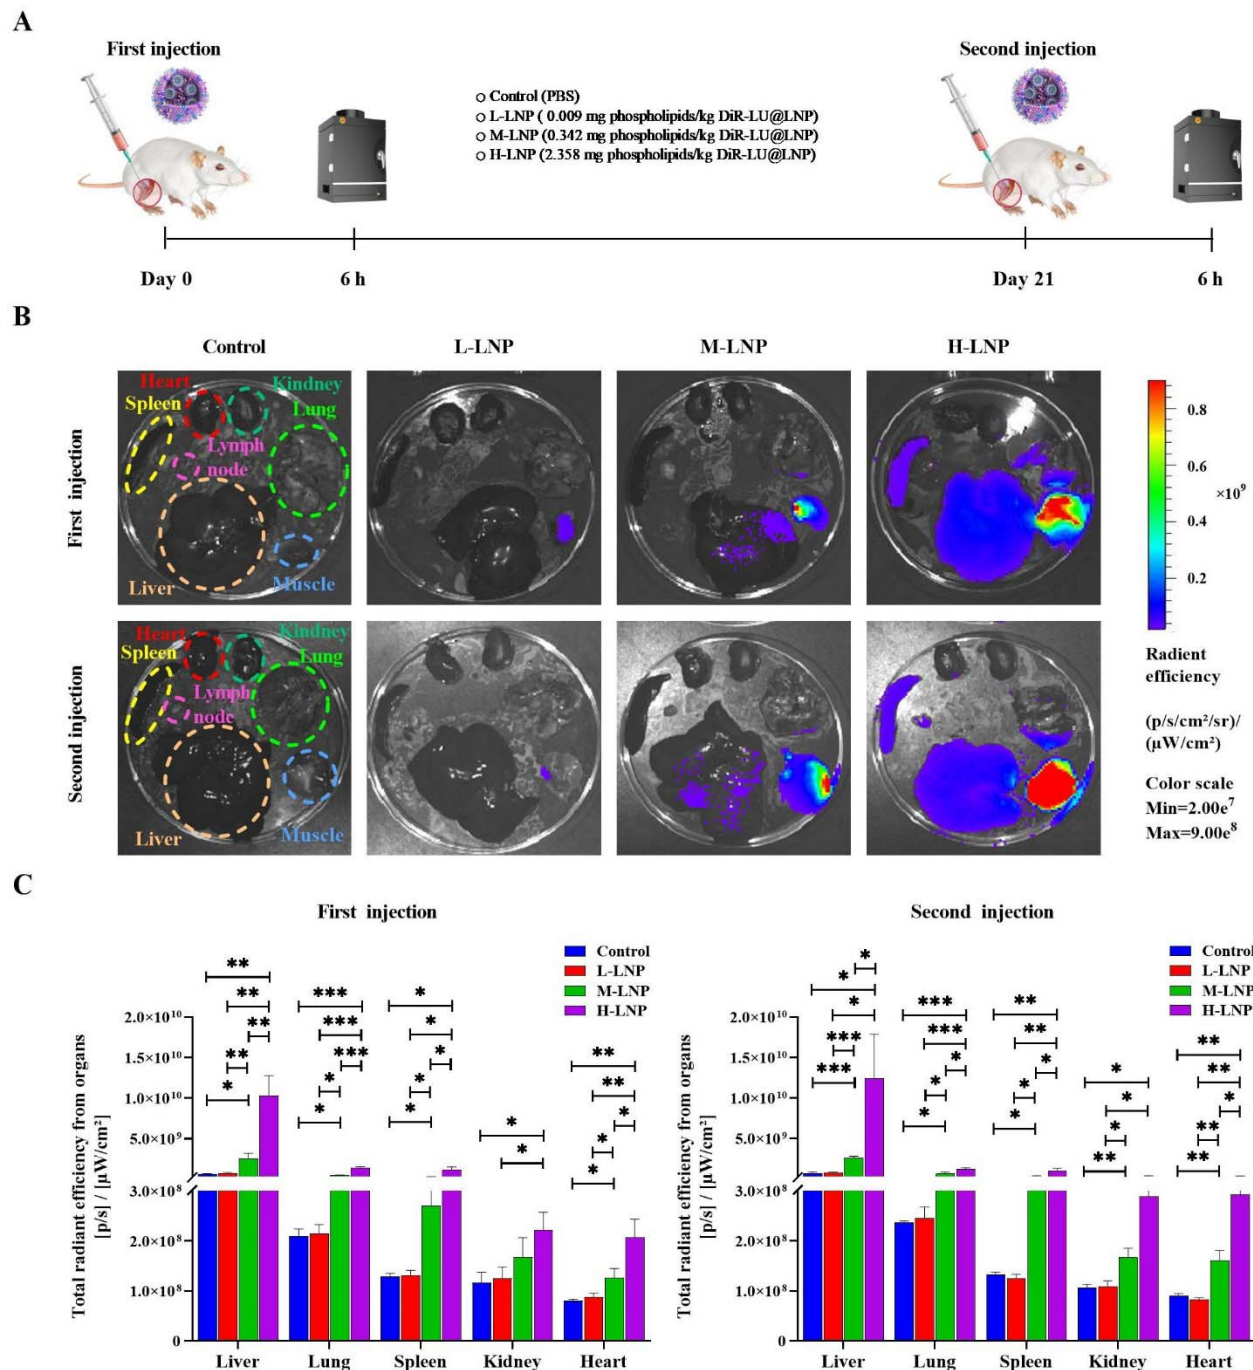 A
First injection
Second injection
Control (PBS)
L-LNP ( 0.009 mg phospholipids/kg DiR-LU@LNP)
M-LNP (0.342 mg phospholipids/kg DiR-LU@LNP)
H-LNP (2.358 mg phospholipids/kg DiR-LU@LNP)
Day 0
6 h
Day 21
6 h
B
Control
L-LNP
M-LNP
H-LNP
First injection
Heart
Kindney
Spleen
Lung
Lymph
node
Liver
Muscle
Second injection
Heart
Kindney
Spleen
Lung
Lymph
node
Liver
Muscle
0.8
0.6
×10⁹
0.4
0.2
Radient
efficiency
(p/s/cm²/sr)/
(μW/cm²)
Color scale
Min=2.00e⁷
Max=9.00e⁸
C
First injection
Control
L-LNP
M-LNP
H-LNP
Total radiant efficiency from organs
[p/s] / [μW/cm²]
2.0×10¹⁰
1.5×10¹⁰
1.0×10¹⁰
5.0×10⁹
3.0×10⁸
2.0×10⁸
1.0×10⁸
0
** ** ** ** *
*** *** *** * *
* * * * *
* *
** ** * * *
Liver Lung Spleen Kidney Heart
Second injection
Control
L-LNP
M-LNP
H-LNP
Total radiant efficiency from organs
[p/s] / [μW/cm²]
2.0×10¹⁰
1.5×10¹⁰
1.0×10¹⁰
5.0×10⁹
3.0×10⁸
2.0×10⁸
1.0×10⁸
0
* * * *** ***
*** *** * * *
** ** * * *
* * * **
** ** * ** **
Liver Lung Spleen Kidney Heart